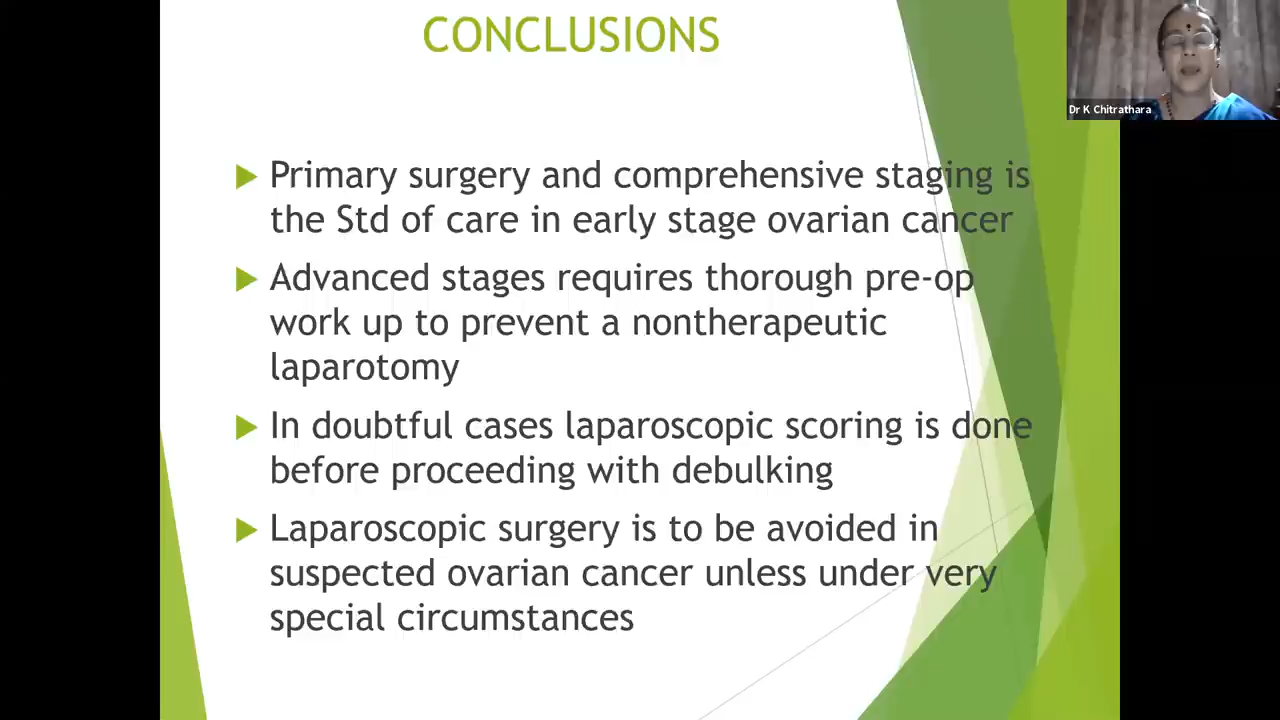 CONCLUSIONS
Dr K Chitrathara
Primary surgery and comprehensive staging is
the Std of care in early stage ovarian cancer
Advanced stages requires thorough pre-op
work up to prevent a nontherapeutic
laparotomy
In doubtful cases laparoscopic scoring is done
before proceeding with debulking
Laparoscopic surgery is to be avoided in
suspected ovarian cancer unless under very
special circumstances